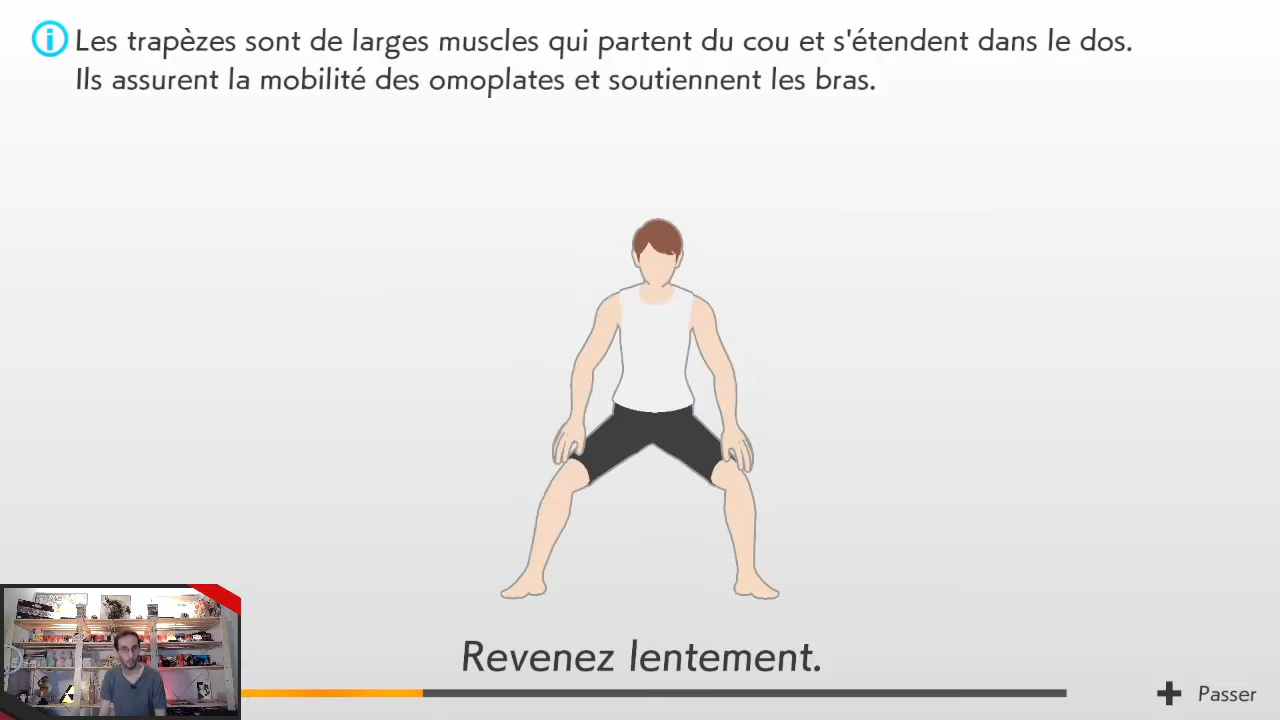 Les trapèzes sont de larges muscles qui partent du cou et s'étendent dans le dos.
Ils assurent la mobilité des omoplates et soutiennent les bras.
Revenez lentement.
Passer